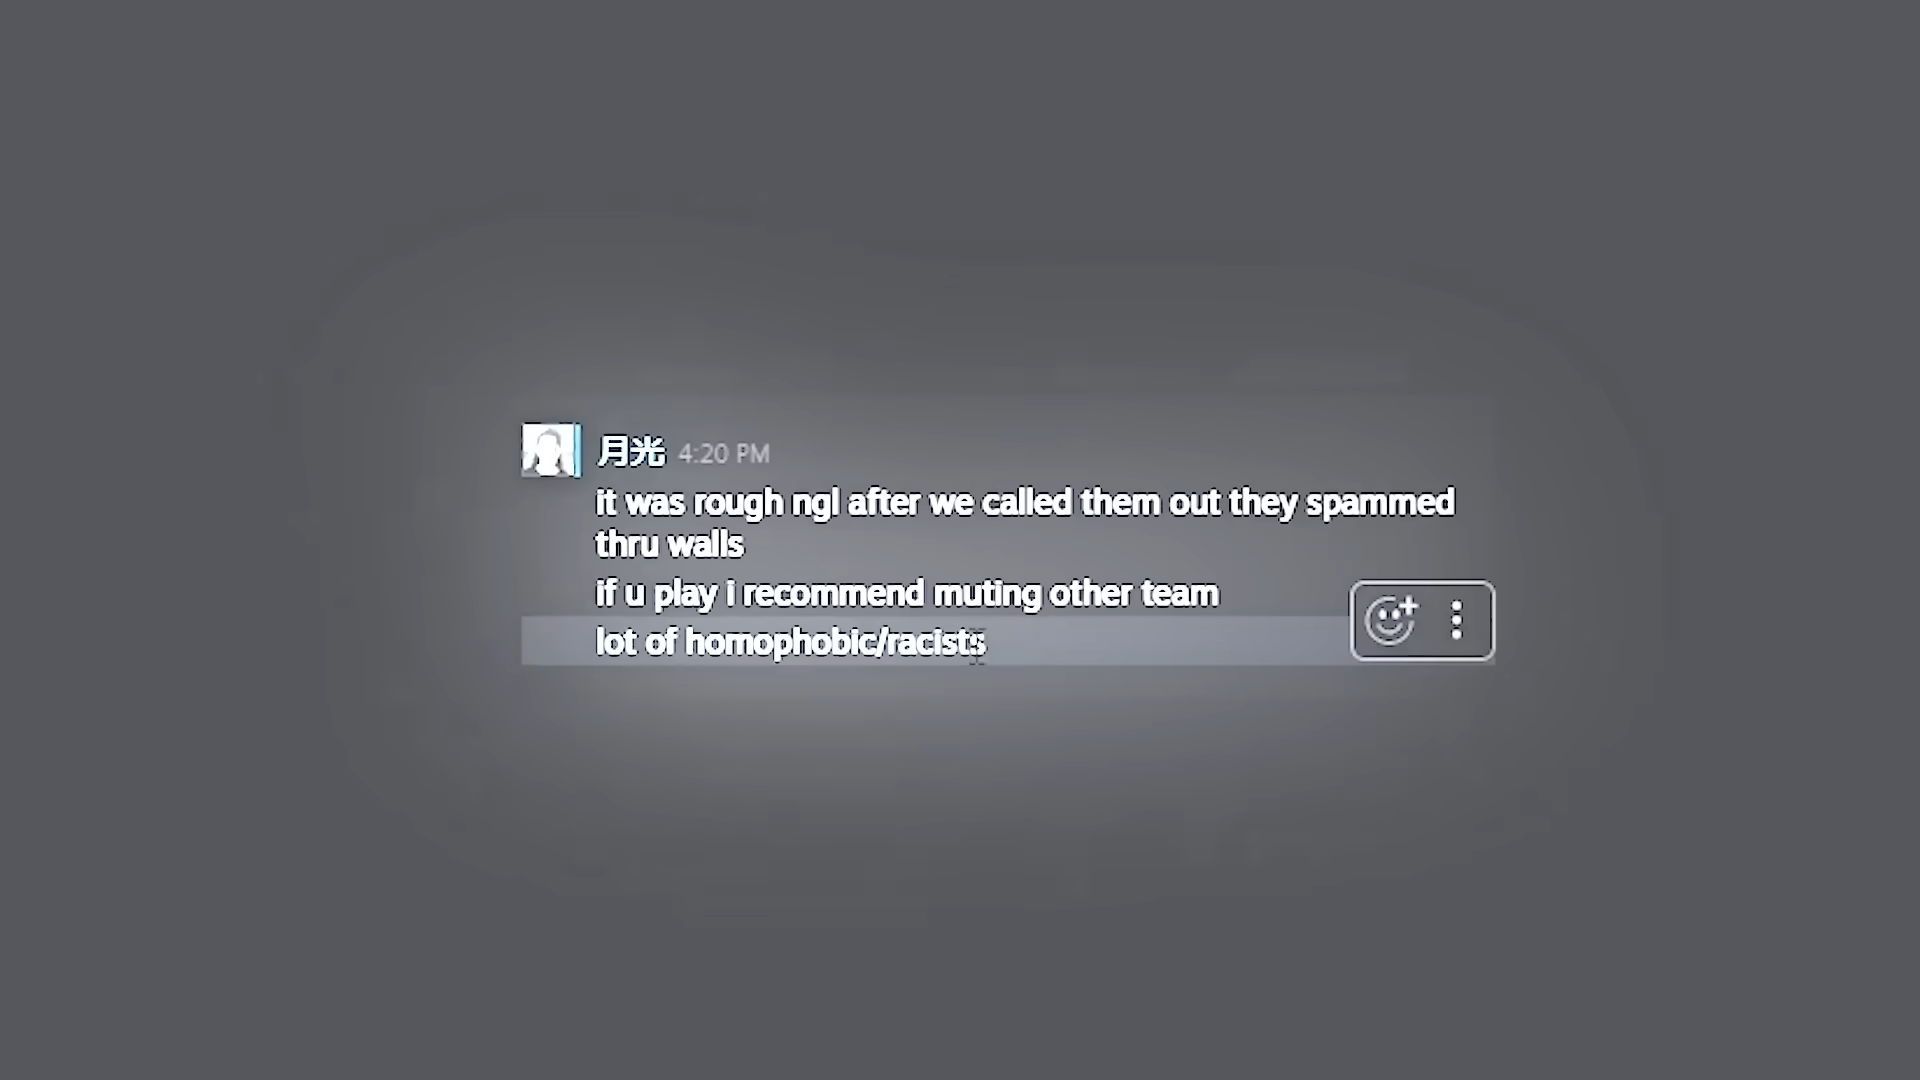 月光 4:20 PM
it was rough ngl after we called them out they spammed
thru walls
if u play i recommend muting other team
lot of homophobic/racists